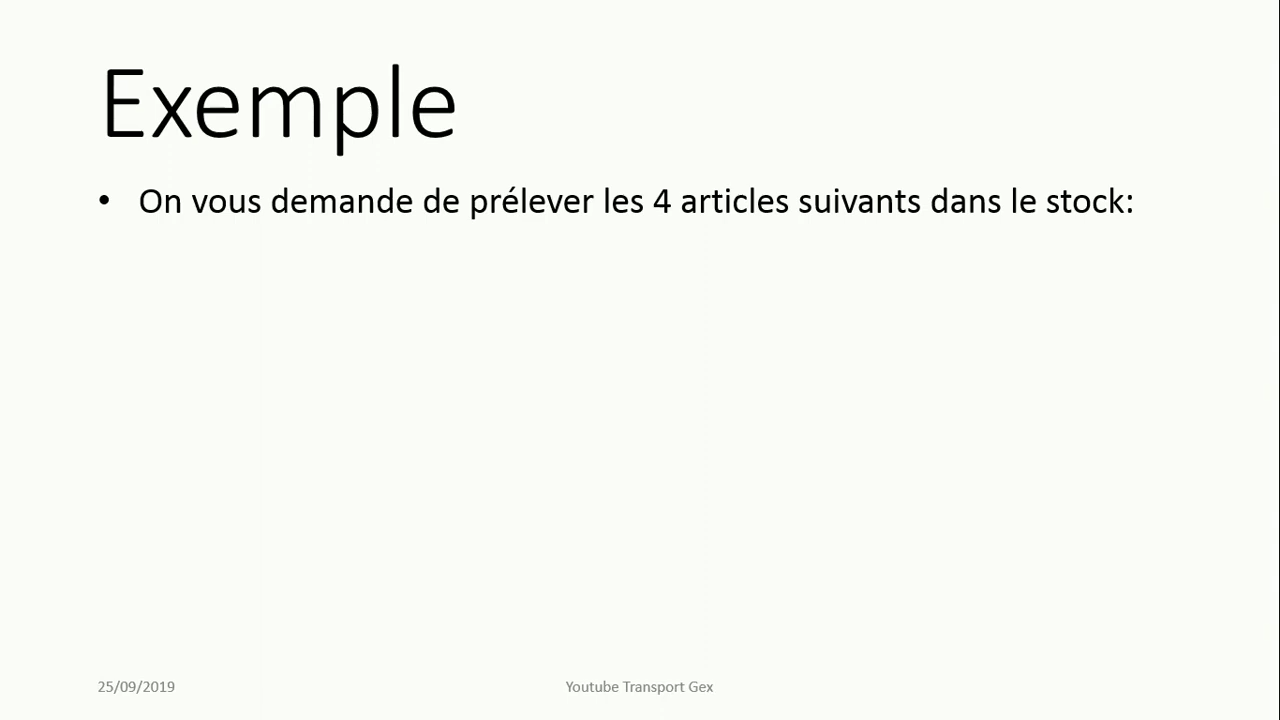 Exemple
• On vous demande de prélever les 4 articles suivants dans le stock:
25/09/2019
Youtube Transport Gex